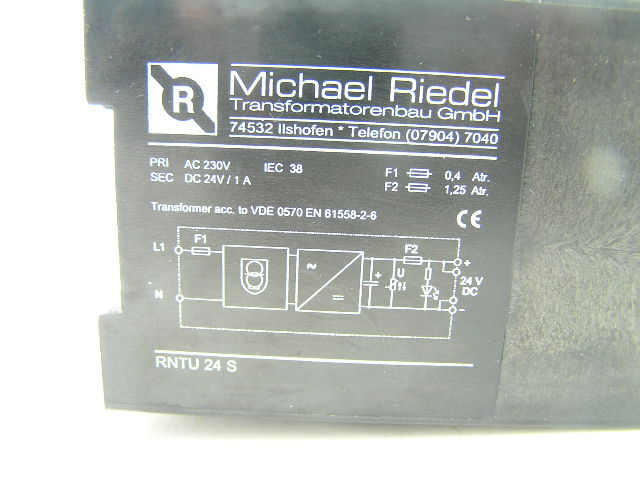 R
Michael Riedel
Transformatorenbau GmbH
74532 Ilshofen * Telefon (07904) 7040
PRI AC 230V IEC 38
SEC DC 24V / 1 A
F1 0,4 Atr.
F2 1,25 Atr.
Transformer acc. to VDE 0570 EN 61558-2-6
CE
L1 F1 F2 +
~ + U 24 V
= DC
N -
RNTU 24 S